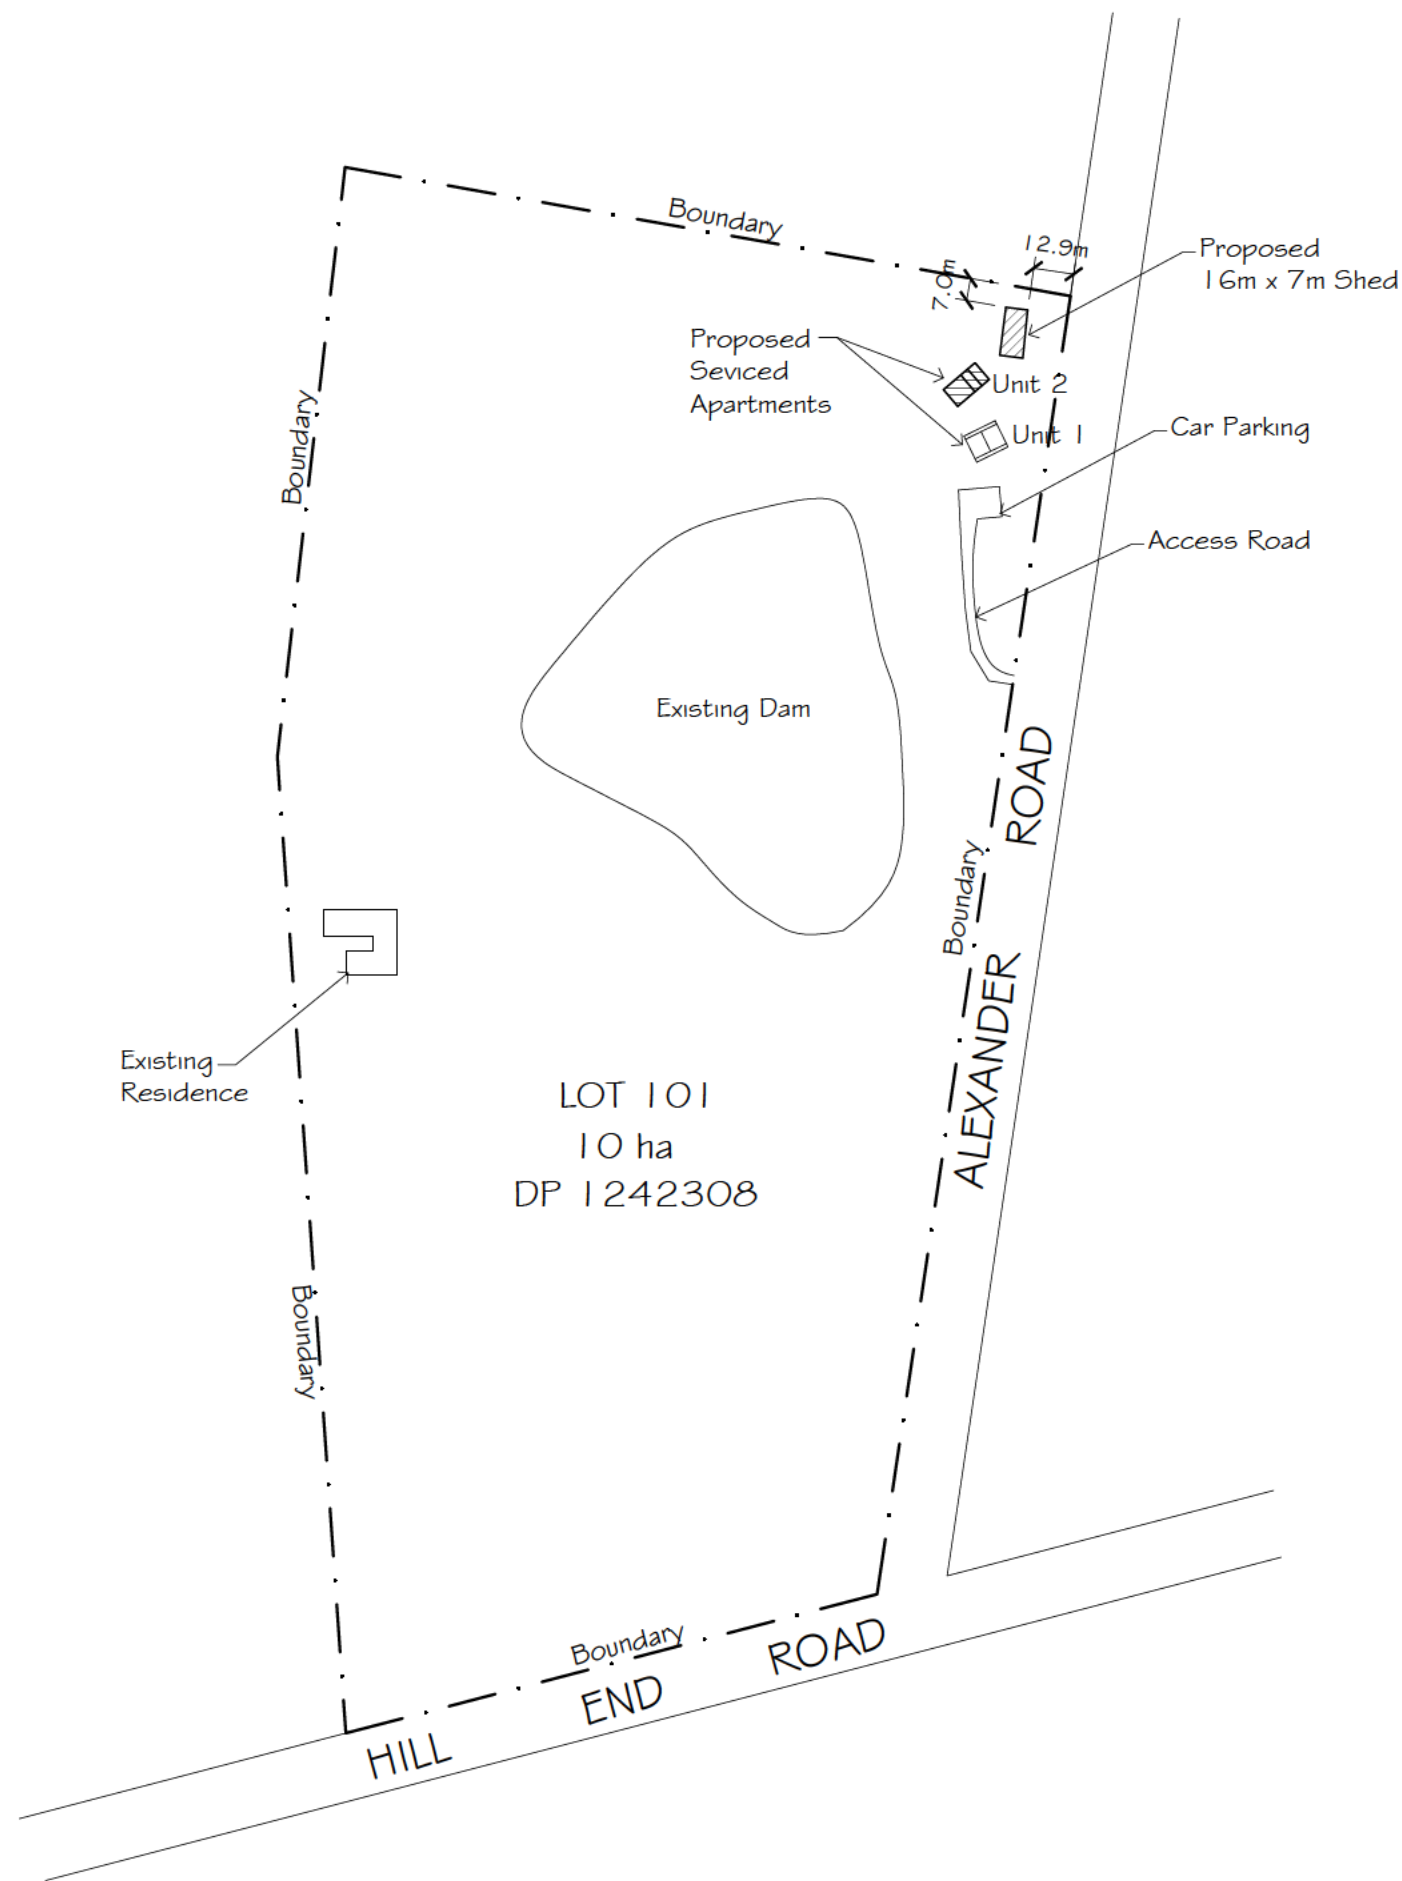 Boundary
12.9m
7.0m
Proposed
16m x 7m Shed
Proposed
Seviced
Apartments
Unit 2
Unit 1
Car Parking
Boundary
Access Road
Existing Dam
ALEXANDER ROAD
Boundary
Existing
Residence
LOT 101
10 ha
DP 1242308
Boundary
Boundary
HILL END ROAD